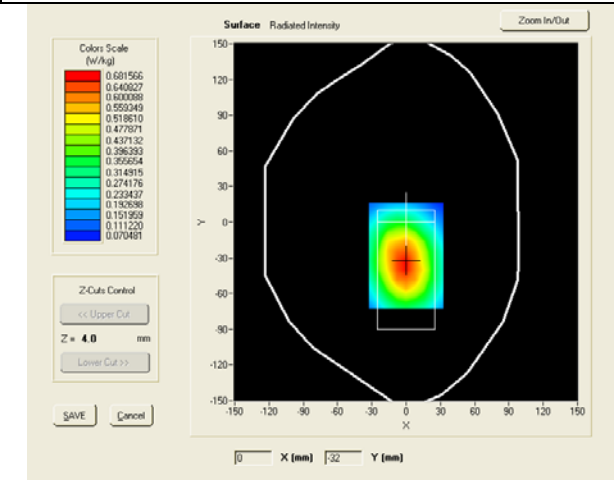 Surface Radiated Intensity
Zoom In/Out
Colors Scale
(W/kg)
0.681566
0.640827
0.600088
0.559349
0.518610
0.477871
0.437132
0.396393
0.355654
0.314915
0.274176
0.233437
0.192698
0.151959
0.111220
0.070481
Z-Cuts Control
<< Upper Cut
Z = 4.0 mm
Lower Cut >>
SAVE Cancel
150-
120-
90-
60-
30-
0-
-30-
-60-
-90-
-120-
-150-
Y
-150 -120 -90 -60 -30 0 30 60 90 120 150
X
0 X (mm) -32 Y (mm)